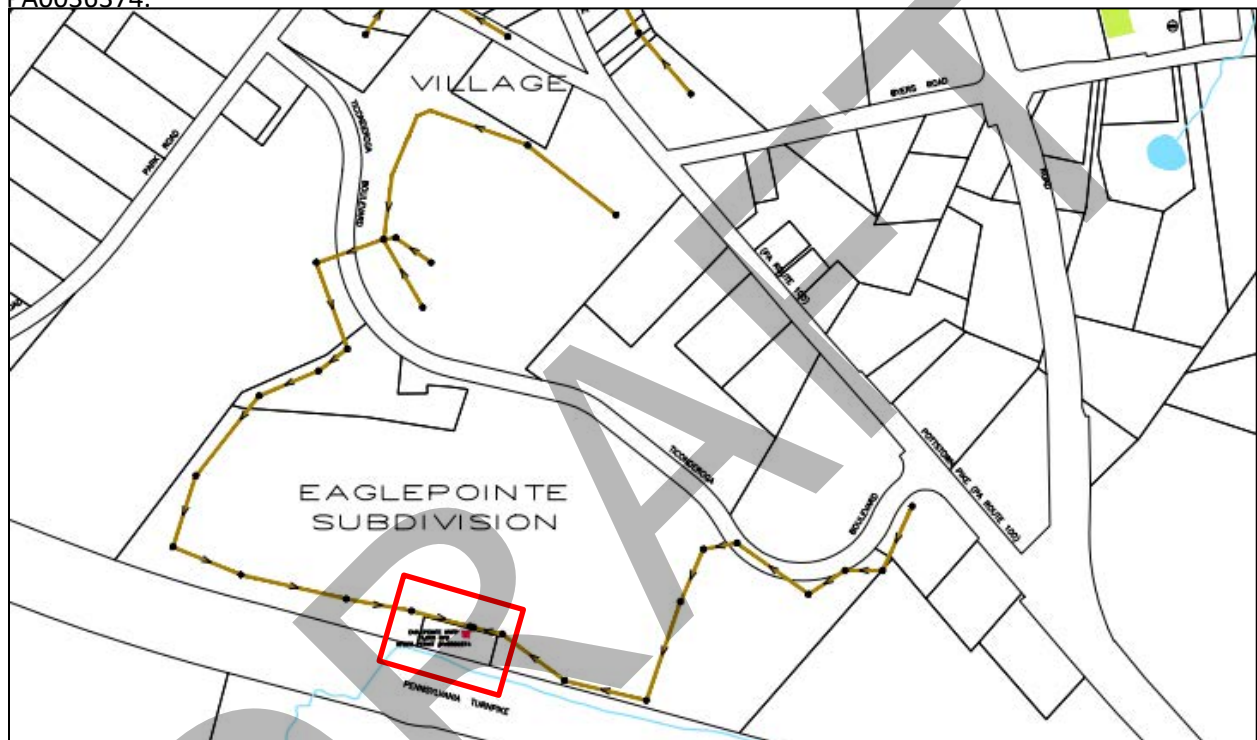 PA0036374.
VILLAGE
TICONDEROGA
BOULEVARD
PARK ROAD
BYERS ROAD
ROAD
(PA ROUTE 100)
TICONDEROGA
BOULEVARD
POTTSTOWN PIKE (PA ROUTE 100)
EAGLEPOINTE
SUBDIVISION
PENNSYLVANIA TURNPIKE
DRAFT